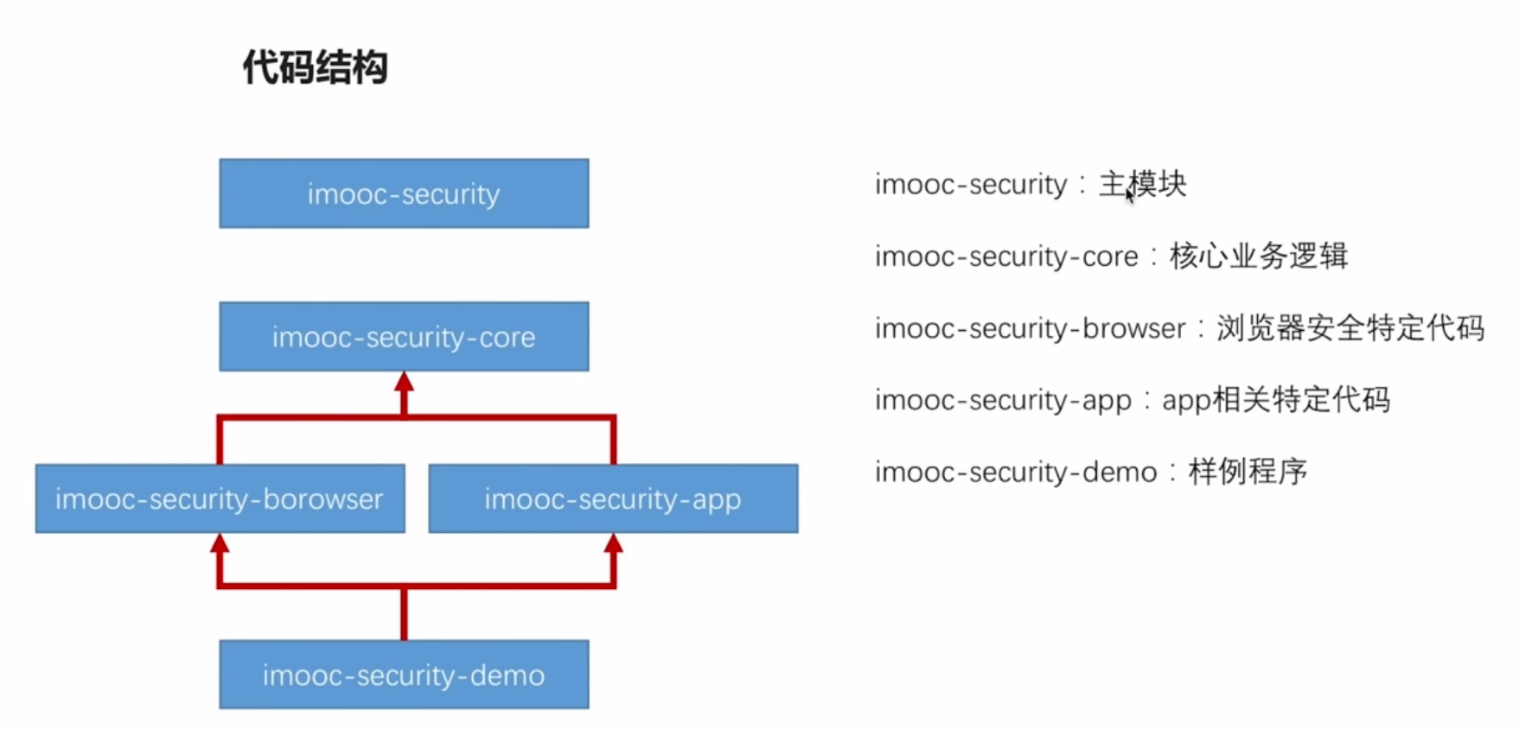 代码结构
imooc-security
imooc-security-core
imooc-security-borowser
imooc-security-app
imooc-security-demo
imooc-security：主模块
imooc-security-core：核心业务逻辑
imooc-security-browser：浏览器安全特定代码
imooc-security-app：app相关特定代码
imooc-security-demo：样例程序